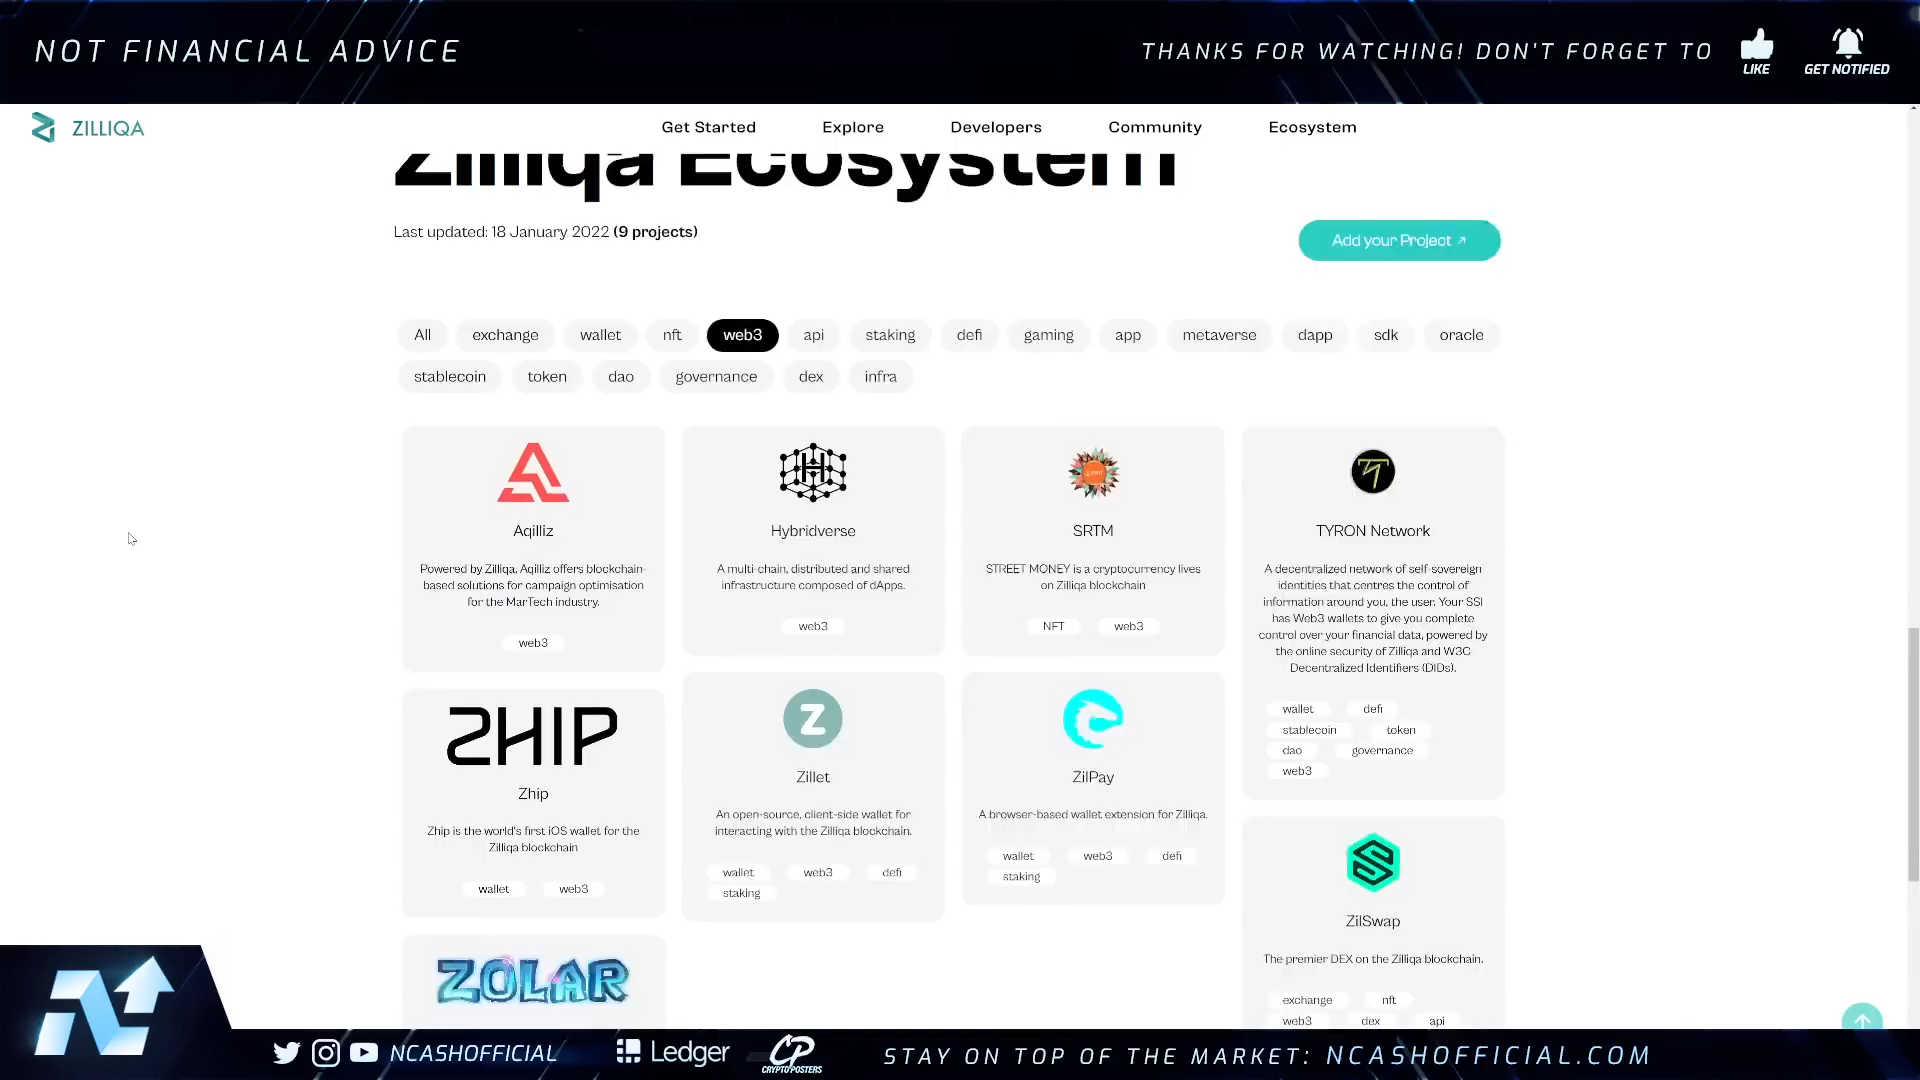 NOT FINANCIAL ADVICE
THANKS FOR WATCHING! DON'T FORGET TO
LIKE
GET NOTIFIED
ZILLIQA
Get Started
Explore
Developers
Community
Ecosystem
Zilliqa Ecosystem
Last updated: 18 January 2022 (9 projects)
Add your Project ↗
All exchange wallet nft web3 api staking defi gaming app metaverse dapp sdk oracle
stablecoin token dao governance dex infra
Aqilliz
Powered by Zilliqa, Aqilliz offers blockchain-
based solutions for campaign optimisation
for the MarTech industry.
web3
H
Hybridverse
A multi-chain, distributed and shared
infrastructure composed of dApps.
web3
SRTM
STREET MONEY is a cryptocurrency lives
on Zilliqa blockchain
NFT web3
TYRON Network
A decentralized network of self-sovereign
identities that centres the control of
information around you, the user. Your SSI
has Web3 wallets to give you complete
control over your financial data, powered by
the online security of Zilliqa and W3C
Decentralized Identifiers (DIDs).
wallet defi
stablecoin token
dao governance
web3
ZHIP
Zhip
Zhip is the world's first iOS wallet for the
Zilliqa blockchain
wallet web3
Z
Zillet
An open-source, client-side wallet for
interacting with the Zilliqa blockchain.
wallet web3 defi
staking
ZilPay
A browser-based wallet extension for Zilliqa.
wallet web3 defi
staking
ZilSwap
The premier DEX on the Zilliqa blockchain.
exchange nft
web3 dex api
ZOLAR
NCASHOFFICIAL
Ledger
CP
CRYPTO POSTERS
STAY ON TOP OF THE MARKET: NCASHOFFICIAL.COM